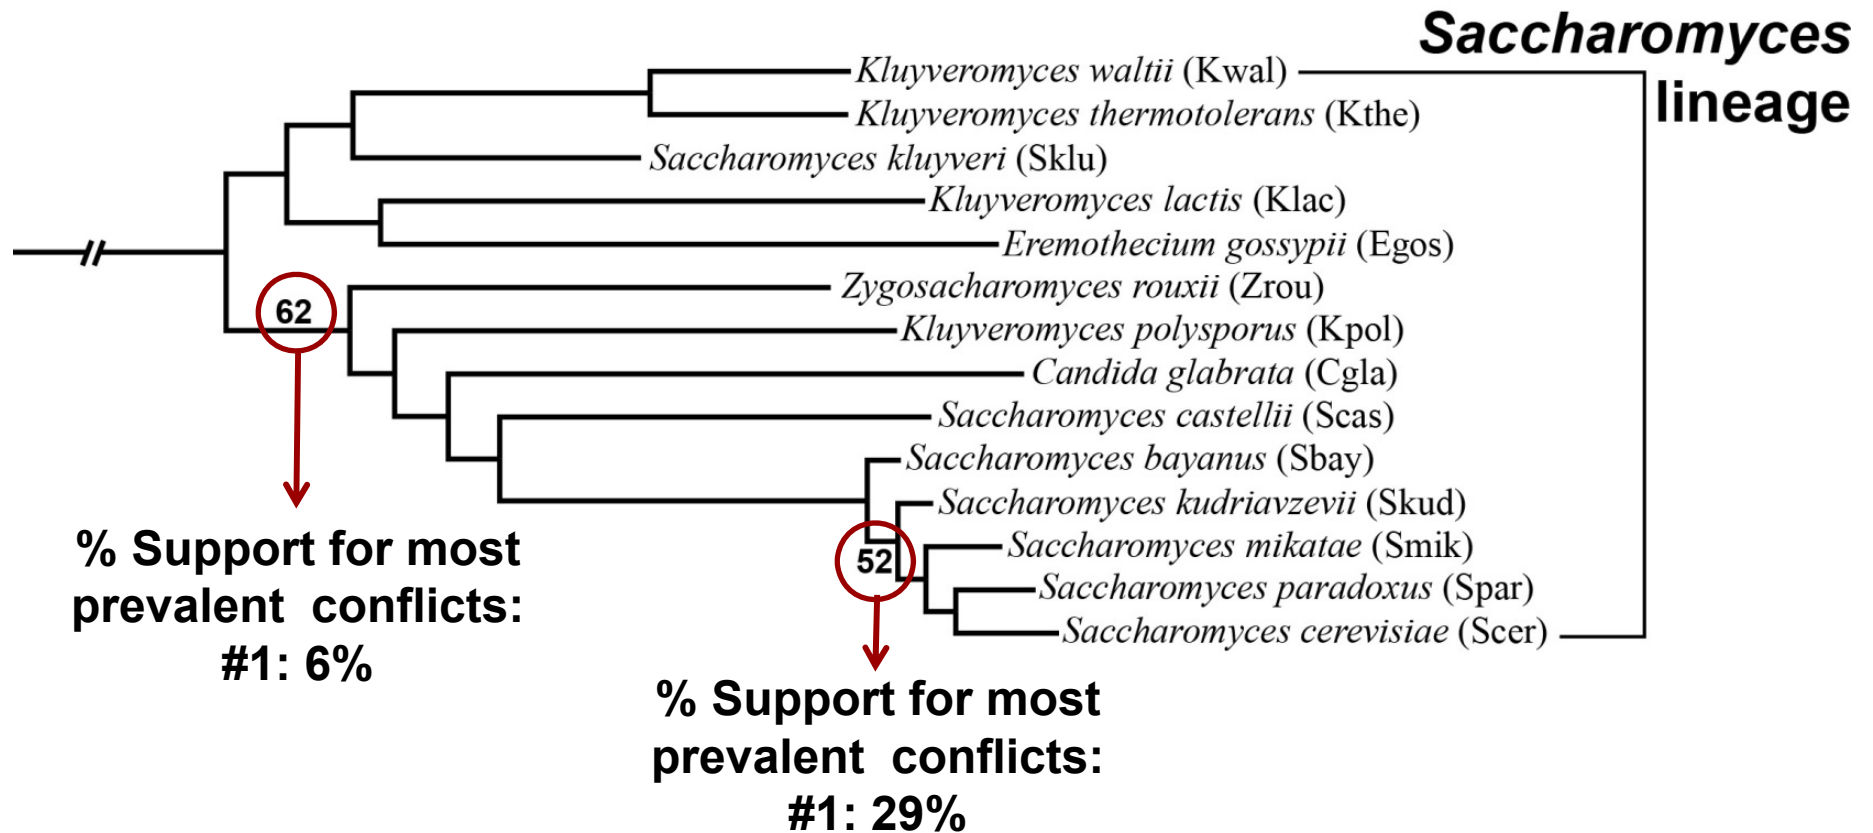 Saccharomyces
lineage
Kluyveromyces waltii (Kwal)
Kluyveromyces thermotolerans (Kthe)
Saccharomyces kluyveri (Sklu)
Kluyveromyces lactis (Klac)
Eremothecium gossypii (Egos)
Zygosacharomyces rouxii (Zrou)
62
Kluyveromyces polysporus (Kpol)
Candida glabrata (Cgla)
Saccharomyces castellii (Scas)
Saccharomyces bayanus (Sbay)
Saccharomyces kudriavzevii (Skud)
Saccharomyces mikatae (Smik)
52
Saccharomyces paradoxus (Spar)
Saccharomyces cerevisiae (Scer)
% Support for most
prevalent conflicts:
#1: 6%
% Support for most
prevalent conflicts:
#1: 29%